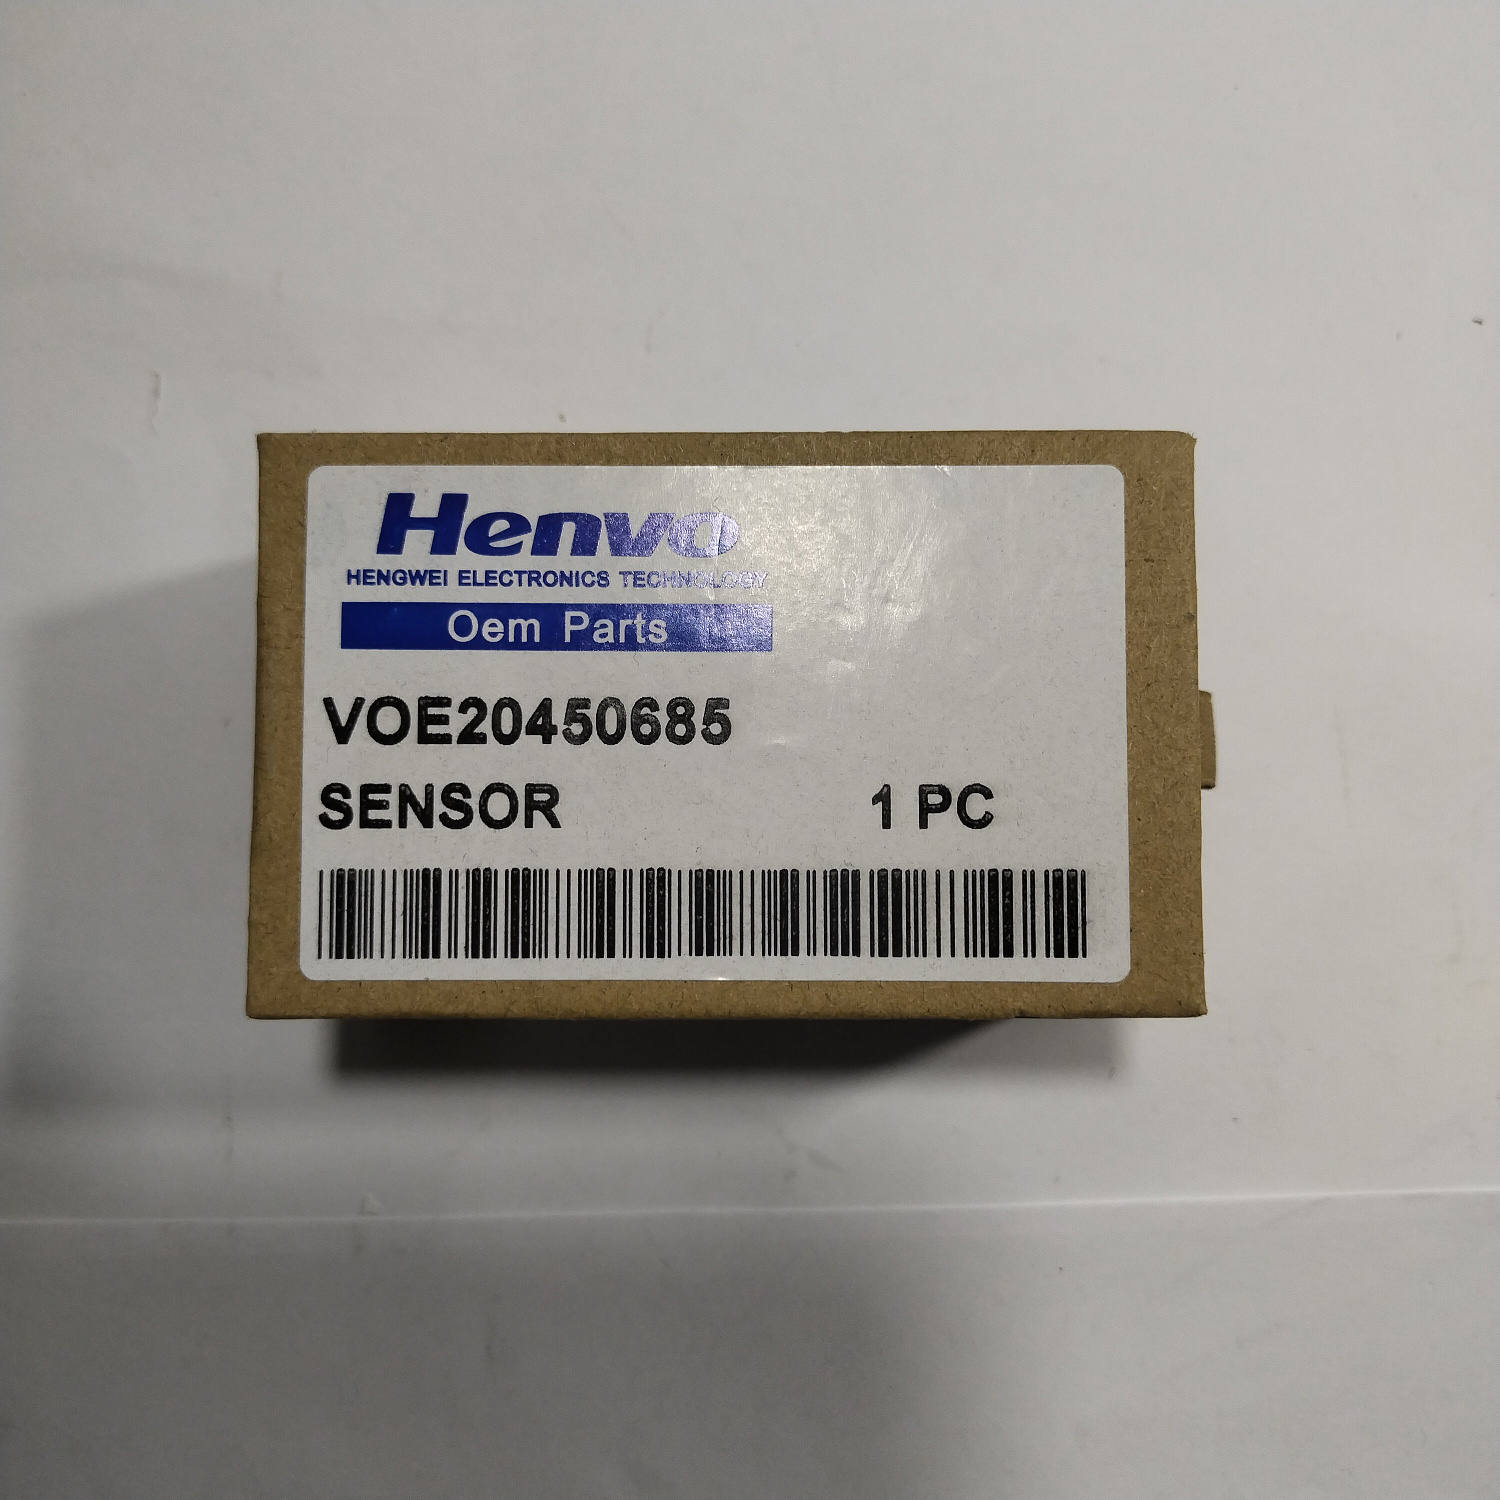 Henvo
HENGWEI ELECTRONICS TECHNOLOGY
Oem Parts
VOE20450685
SENSOR 1 PC